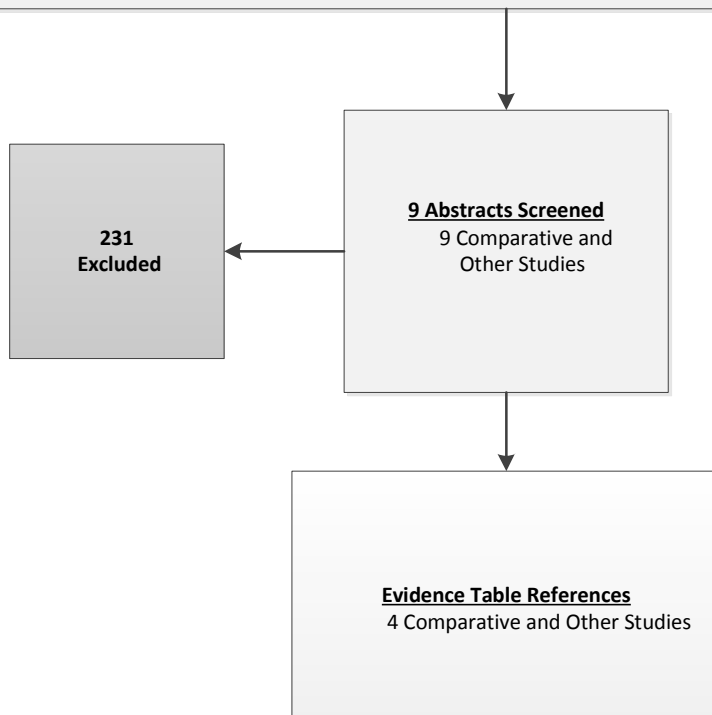 9 Abstracts Screened
9 Comparative and
Other Studies
231
Excluded
Evidence Table References
4 Comparative and Other Studies